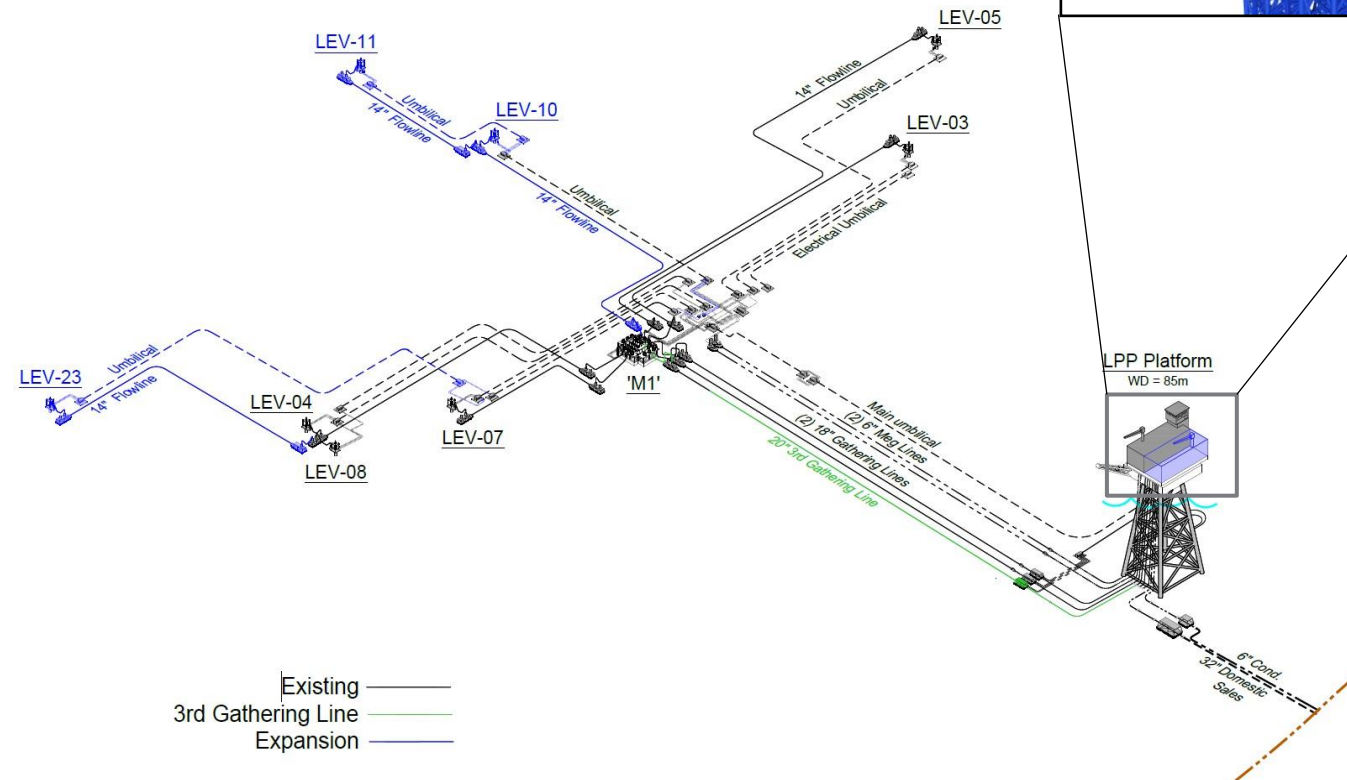 LEV-05
LEV-11
14" Flowline
Umbilical
Umbilical
14" Flowline
LEV-10
LEV-03
Umbilical
14" Flowline
Electrical Umbilical
LPP Platform
WD = 85m
Umbilical
LEV-23
14" Flowline
LEV-04
LEV-08
LEV-07
'M1'
Main umbilical
(2) 6" Meg Lines
(2) 18" Gathering Lines
20" 3rd Gathering Line
6" Cond.
32" Domestic
Sales
Existing
3rd Gathering Line
Expansion